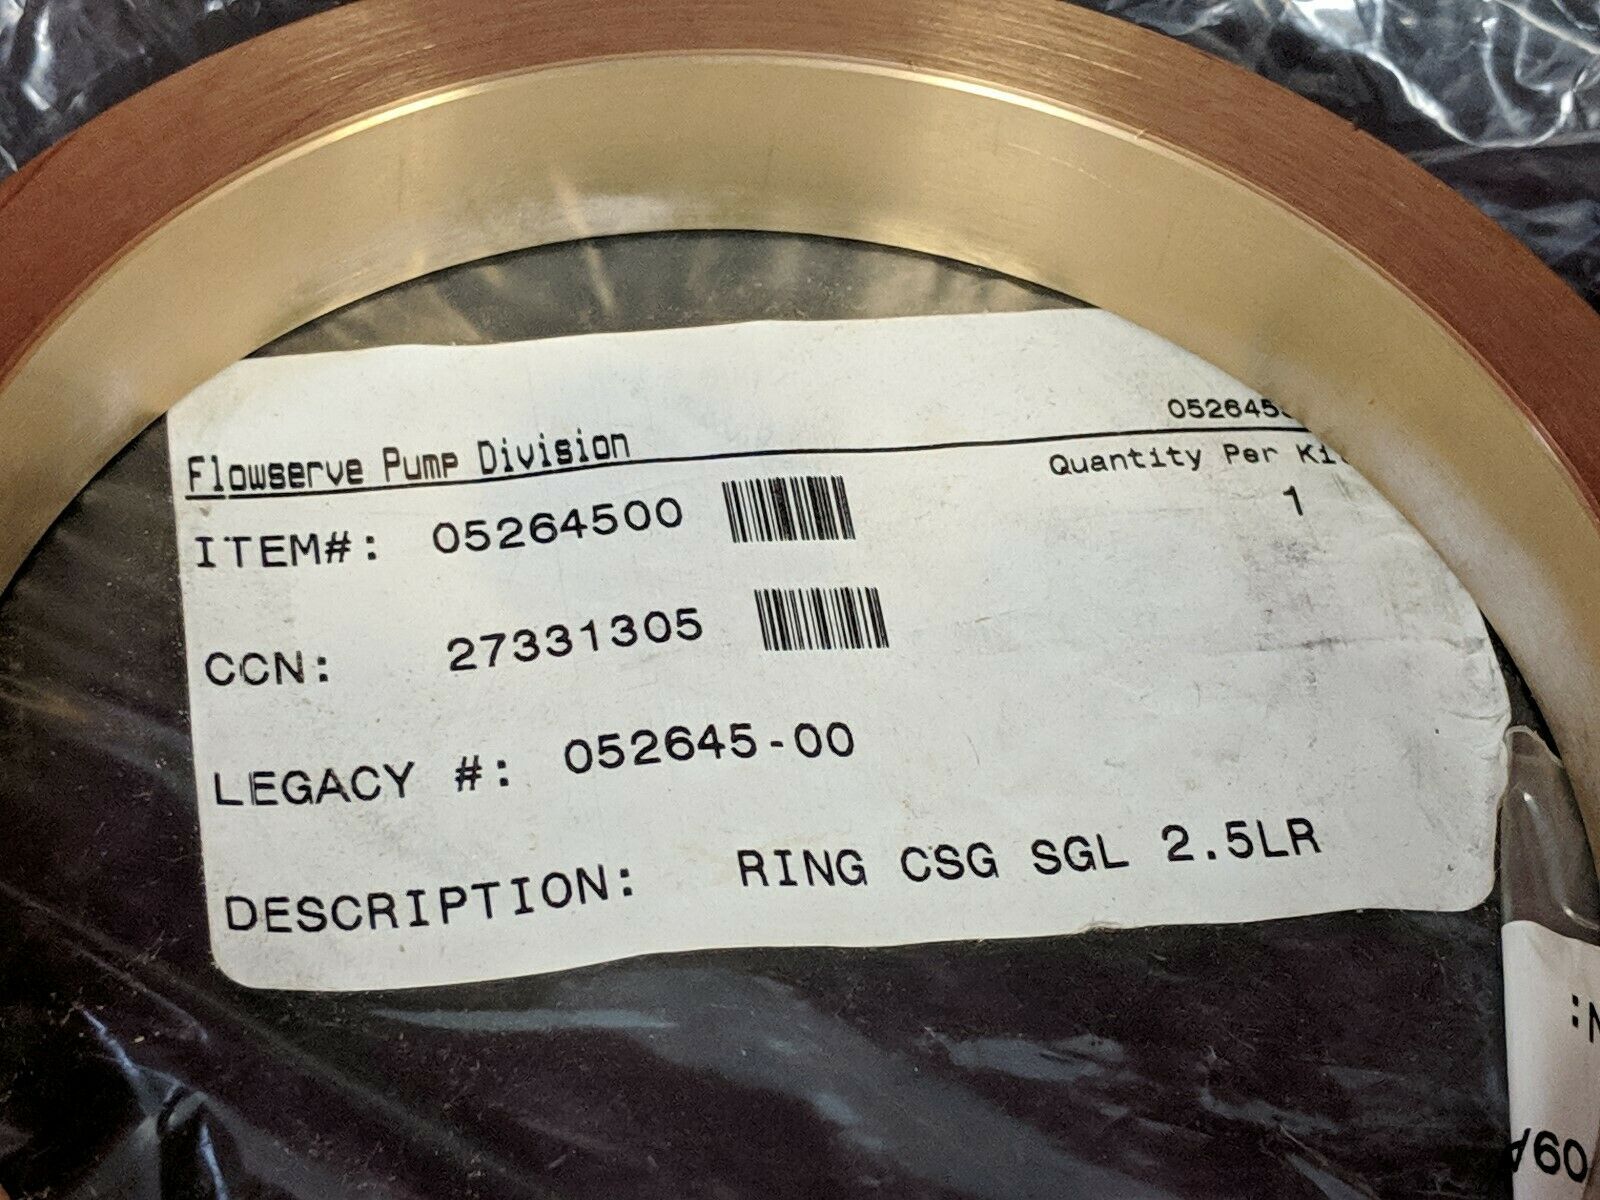 Flowserve Pump Division
Quantity Per
ITEM#: 05264500
1
CCN: 27331305
LEGACY #: 052645-00
DESCRIPTION: RING CSG SGL 2.5LR